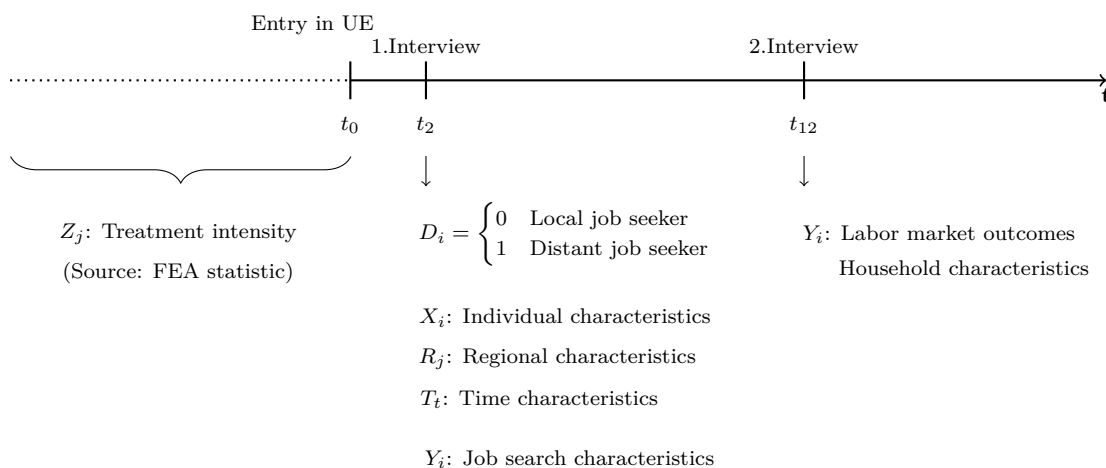 Entry in UE
1.Interview 2.Interview
t
t₀ t₂ t₁₂
Zⱼ: Treatment intensity
(Source: FEA statistic)
Dᵢ = { 0 Local job seeker
1 Distant job seeker
Yᵢ: Labor market outcomes
Household characteristics
Xᵢ: Individual characteristics
Rⱼ: Regional characteristics
Tₜ: Time characteristics
Yᵢ: Job search characteristics